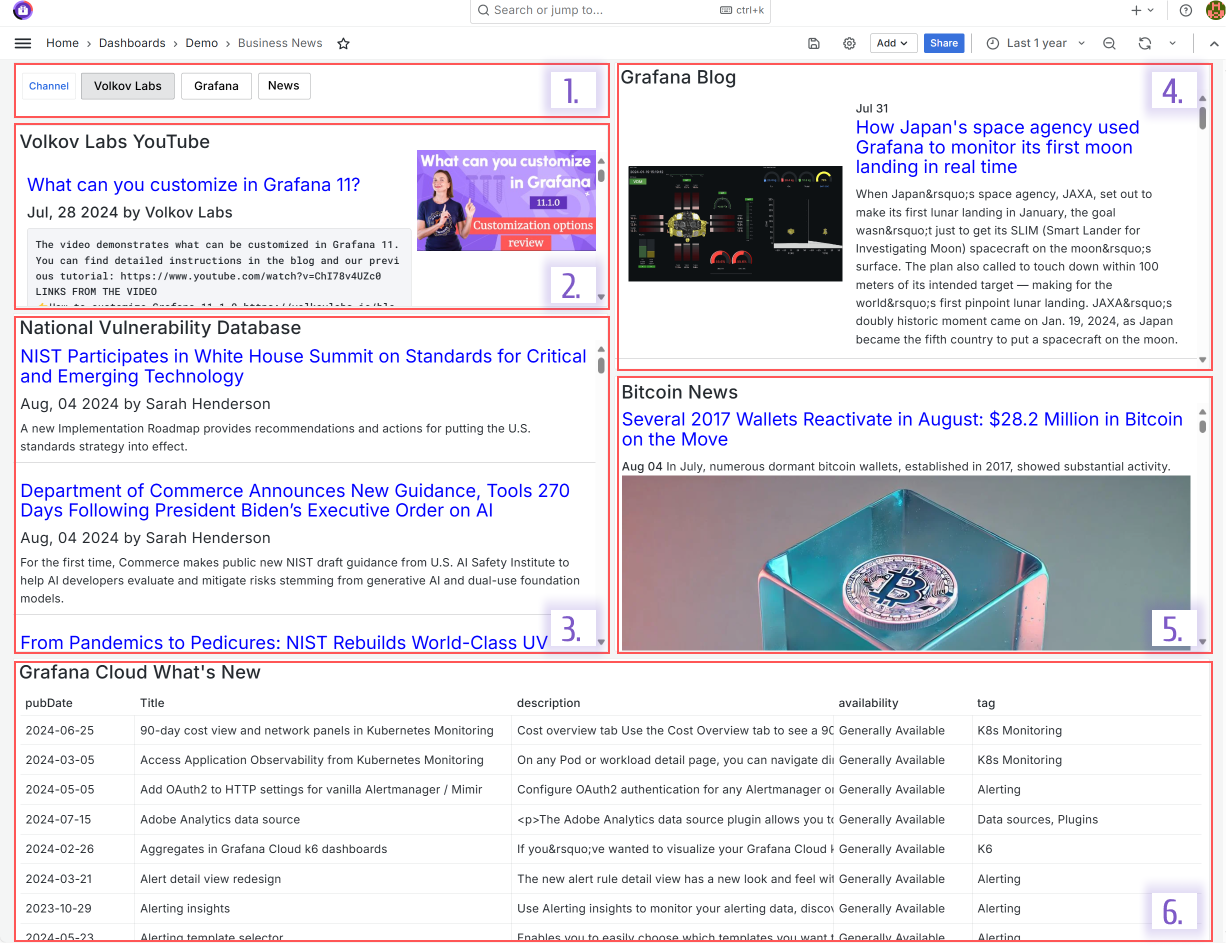 Search or jump to...
ctrl+k
Home › Dashboards › Demo › Business News
Add
Share
Last 1 year
Channel
Volkov Labs
Grafana
News
1.
Volkov Labs YouTube
What can you customize in Grafana 11?
Jul, 28 2024 by Volkov Labs
The video demonstrates what can be customized in Grafana 11.
You can find detailed instructions in the blog and our previ
ous tutorial: https://www.youtube.com/watch?v=ChI78v4UZc0
LINKS FROM THE VIDEO
What can you customize
in Grafana
11.1.0
Customization options
review
2.
National Vulnerability Database
NIST Participates in White House Summit on Standards for Critical
and Emerging Technology
Aug, 04 2024 by Sarah Henderson
A new Implementation Roadmap provides recommendations and actions for putting the U.S.
standards strategy into effect.
Department of Commerce Announces New Guidance, Tools 270
Days Following President Biden’s Executive Order on AI
Aug, 04 2024 by Sarah Henderson
For the first time, Commerce makes public new NIST draft guidance from U.S. AI Safety Institute to
help AI developers evaluate and mitigate risks stemming from generative AI and dual-use foundation
models.
From Pandemics to Pedicures: NIST Rebuilds World-Class UV
3.
Grafana Blog
4.
Jul 31
How Japan's space agency used
Grafana to monitor its first moon
landing in real time
When Japan&rsquo;s space agency, JAXA, set out to
make its first lunar landing in January, the goal
wasn&rsquo;t just to get its SLIM (Smart Lander for
Investigating Moon) spacecraft on the moon&rsquo;s
surface. The plan also called to touch down within 100
meters of its intended target — making for the
world&rsquo;s first pinpoint lunar landing. JAXA&rsquo;s
doubly historic moment came on Jan. 19, 2024, as Japan
became the fifth country to put a spacecraft on the moon.
Bitcoin News
Several 2017 Wallets Reactivate in August: $28.2 Million in Bitcoin
on the Move
Aug 04 In July, numerous dormant bitcoin wallets, established in 2017, showed substantial activity.
5.
Grafana Cloud What's New
pubDate Title description availability tag
2024-06-25 90-day cost view and network panels in Kubernetes Monitoring Cost overview tab Use the Cost Overview tab to see a 90 Generally Available K8s Monitoring
2024-03-05 Access Application Observability from Kubernetes Monitoring On any Pod or workload detail page, you can navigate Generally Available K8s Monitoring
2024-05-05 Add OAuth2 to HTTP settings for vanilla Alertmanager / Mimir Configure OAuth2 authentication for any Alertmanager Generally Available Alerting
2024-07-15 Adobe Analytics data source <p>The Adobe Analytics data source plugin allows you Generally Available Data sources, Plugins
2024-02-26 Aggregates in Grafana Cloud k6 dashboards If you&rsquo;ve wanted to visualize your Grafana Cloud Generally Available K6
2024-03-21 Alert detail view redesign The new alert rule detail view has a new look and feel Generally Available Alerting
2023-10-29 Alerting insights Use Alerting insights to monitor your alerting data, Generally Available Alerting
2024-05-23 Alerting template selector Enables you to easily choose which templates you want Generally Available Alerting
6.